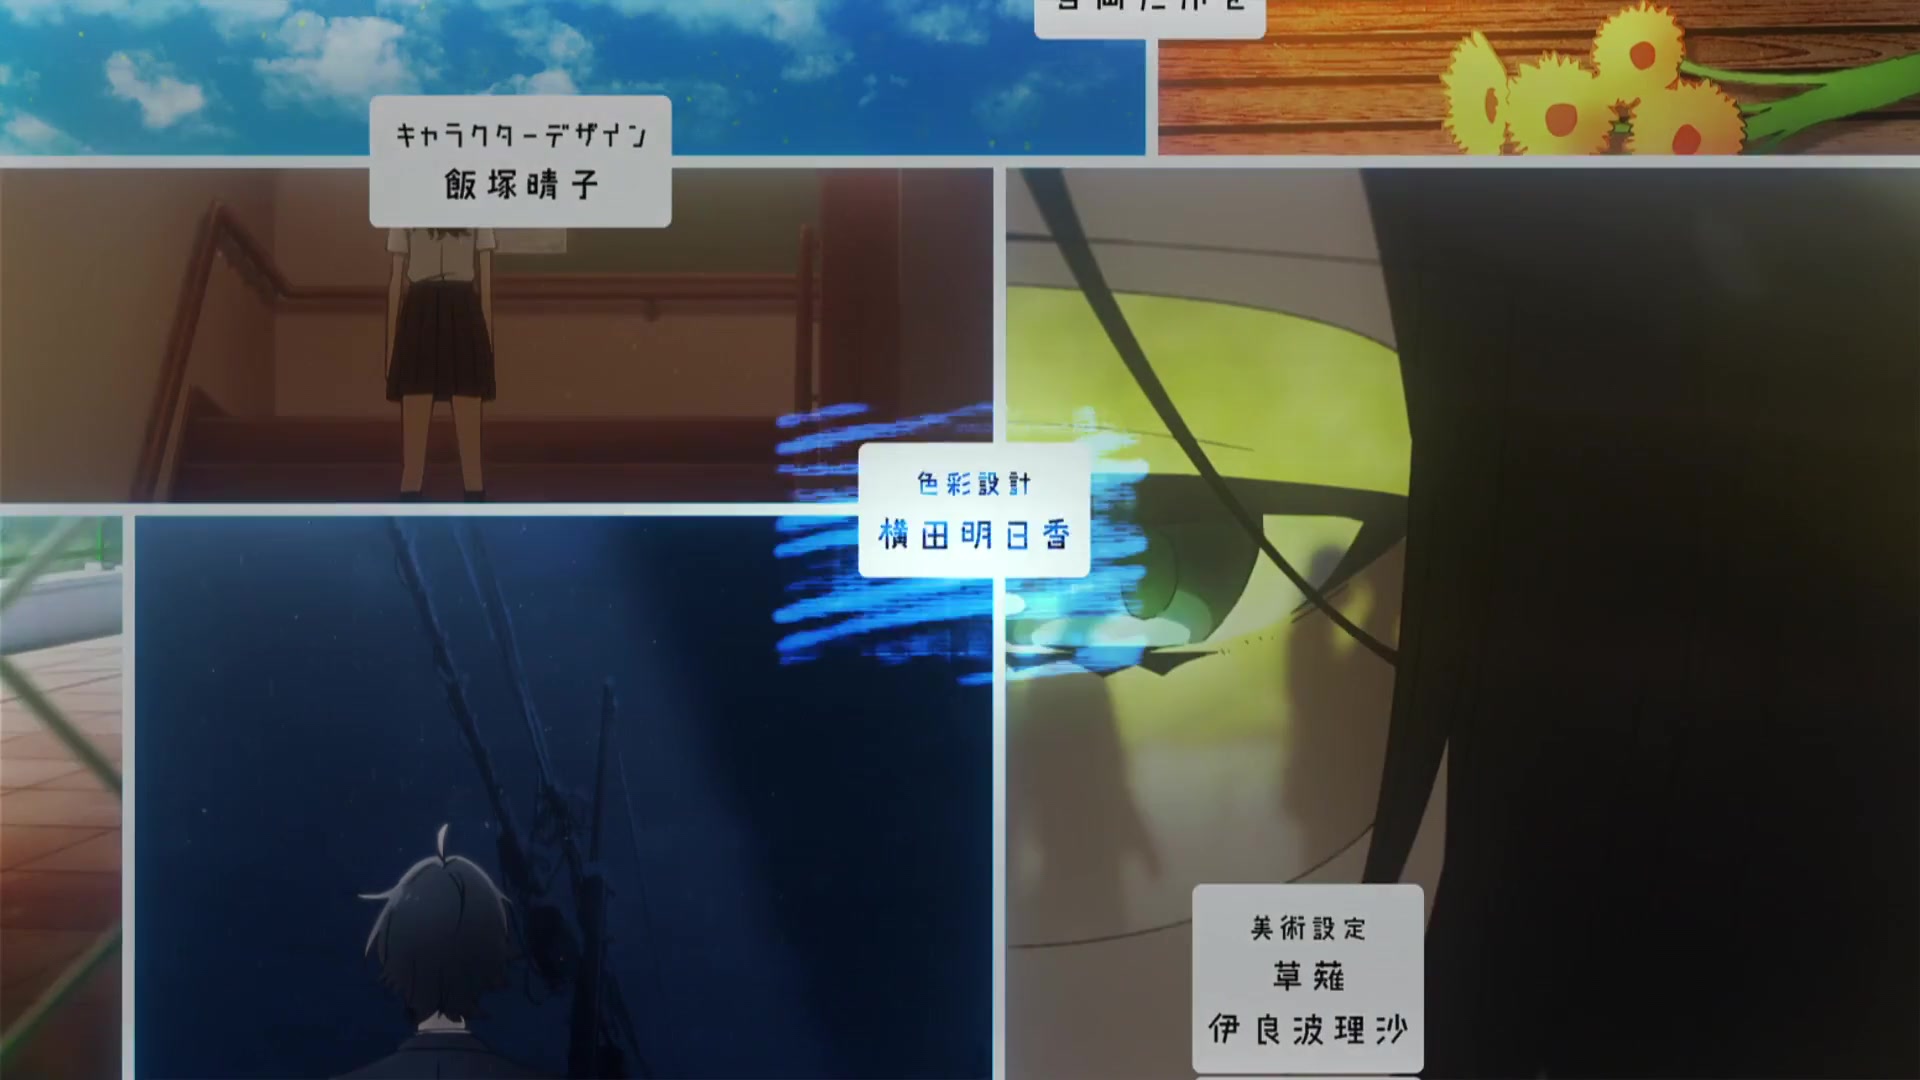 キャラクターデザイン
飯塚晴子
色彩設計
横田明日香
美術設定
草薙
伊良波理沙